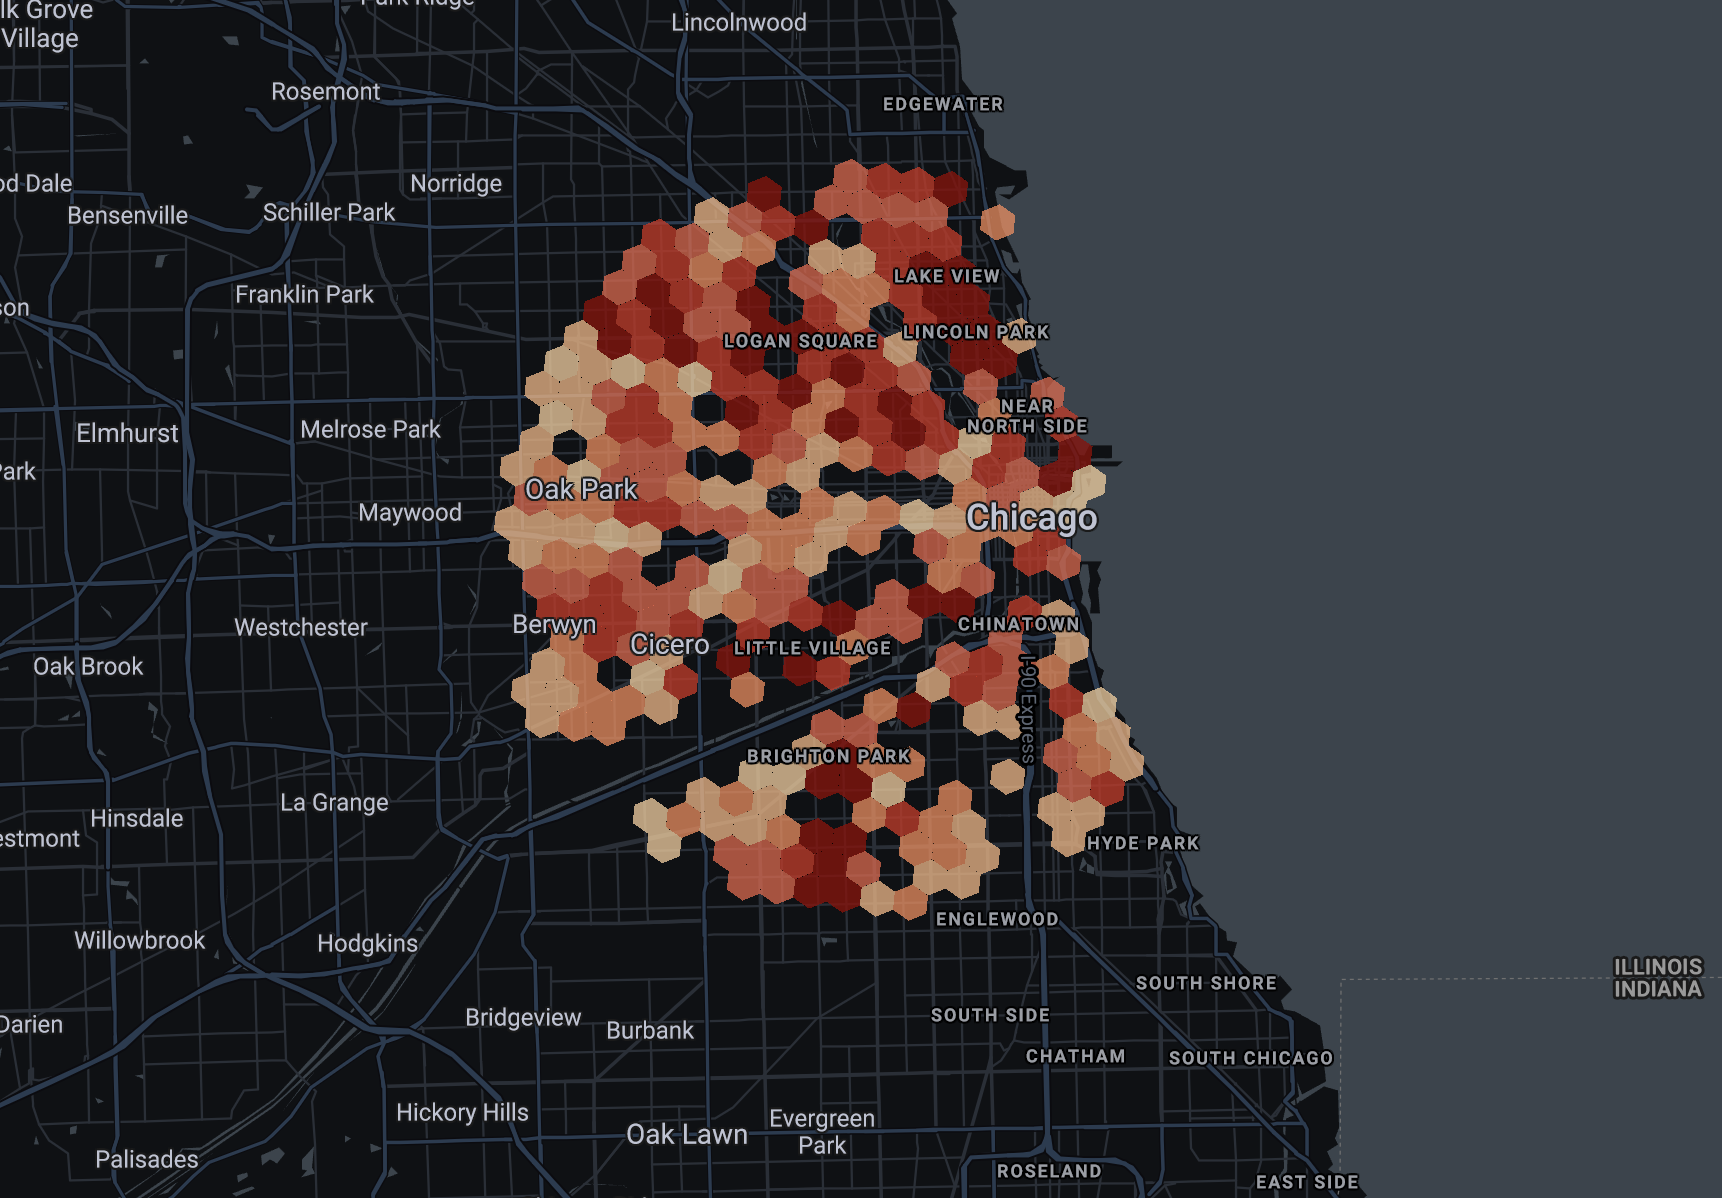 lk Grove
Village
Park Ridge
Lincolnwood
Rosemont
EDGEWATER
od Dale
Norridge
Bensenville
Schiller Park
LAKE VIEW
Franklin Park
son
LINCOLN PARK
LOGAN SQUARE
NEAR
NORTH SIDE
Elmhurst
Melrose Park
Park
Oak Park
Maywood
Chicago
Westchester
Berwyn
CHINATOWN
Cicero
LITTLE VILLAGE
Oak Brook
I-90 Express
BRIGHTON PARK
La Grange
Hinsdale
estmont
HYDE PARK
ENGLEWOOD
Willowbrook
Hodgkins
ILLINOIS
INDIANA
SOUTH SHORE
Darien
Bridgeview
Burbank
SOUTH SIDE
CHATHAM
SOUTH CHICAGO
Hickory Hills
Oak Lawn
Evergreen
Park
Palisades
ROSELAND
EAST SIDE